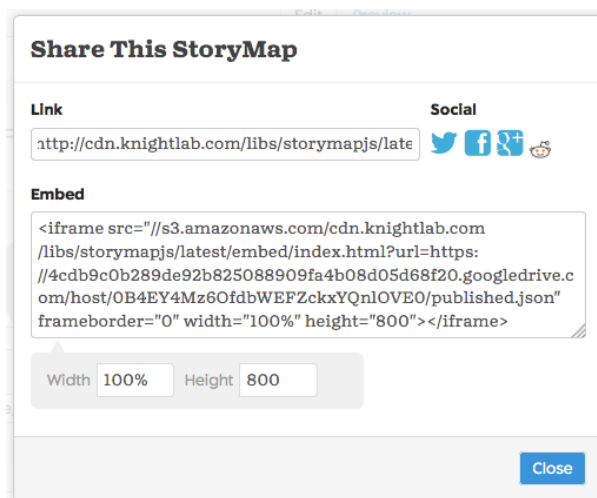 Edit Preview
Share This StoryMap
Link
Social
http://cdn.knightlab.com/libs/storymapjs/late
Embed
<iframe src="//s3.amazonaws.com/cdn.knightlab.com
/libs/storymapjs/latest/embed/index.html?url=https:
//4cdb9c0b289de92b825088909fa4b08d05d68f20.googledrive.c
om/host/0B4EY4Mz6OfdbWEFZckxYQnlOVE0/published.json"
frameborder="0" width="100%" height="800"></iframe>
Width 100% Height 800
Close